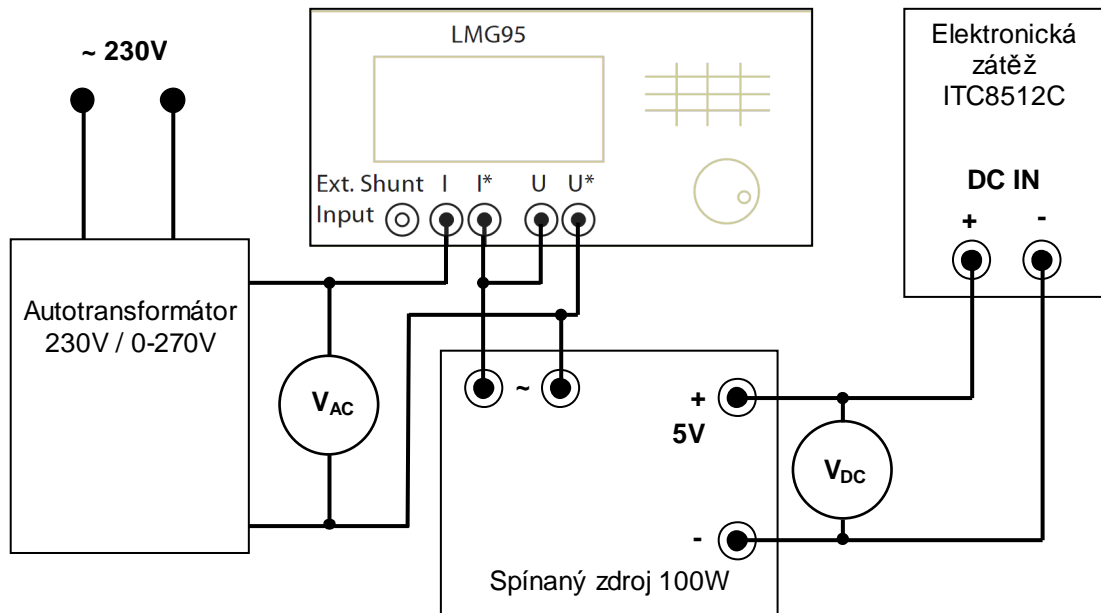 ~ 230V
LMG95
Ext. Shunt I I* U U*
Input
Elektronická
zátěž
ITC8512C
DC IN
+ -
Autotransformátor
230V / 0-270V
VAC
~
+
5V
VDC
-
Spínaný zdroj 100W